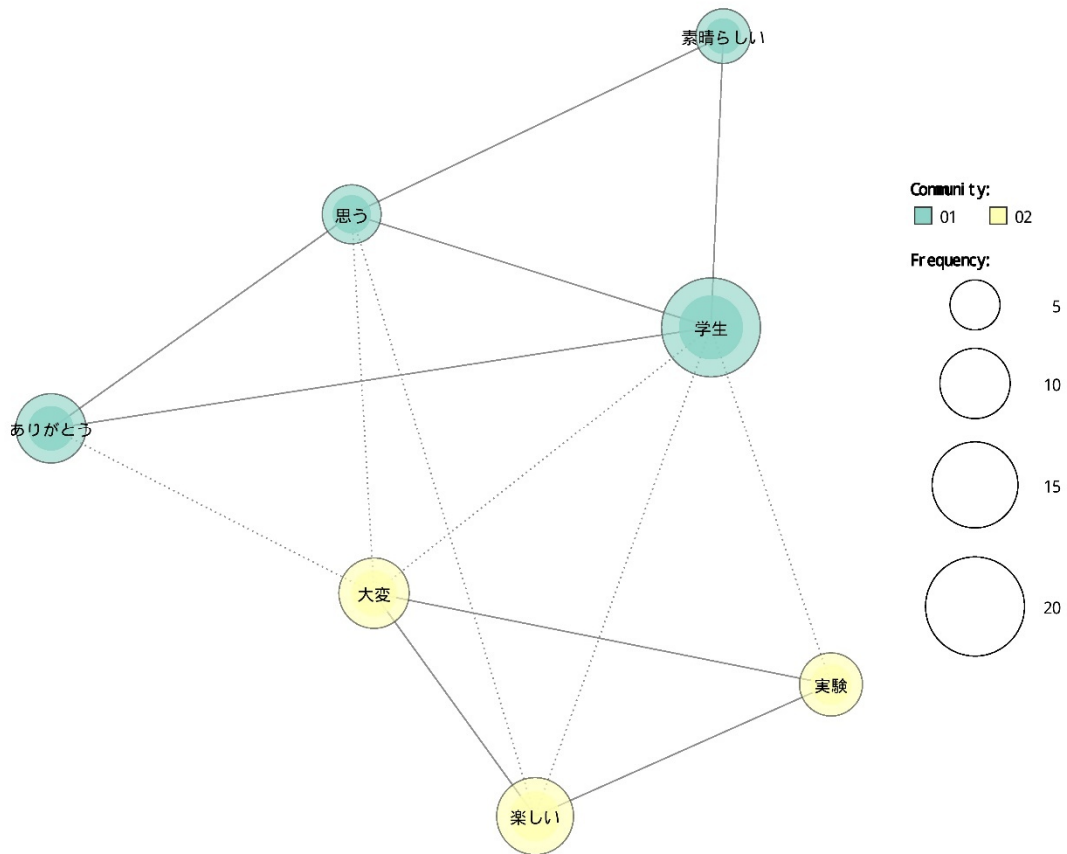 素晴らしい
思う
学生
ありがとう
大変
実験
楽しい
Community:
01 02
Frequency:
5
10
15
20